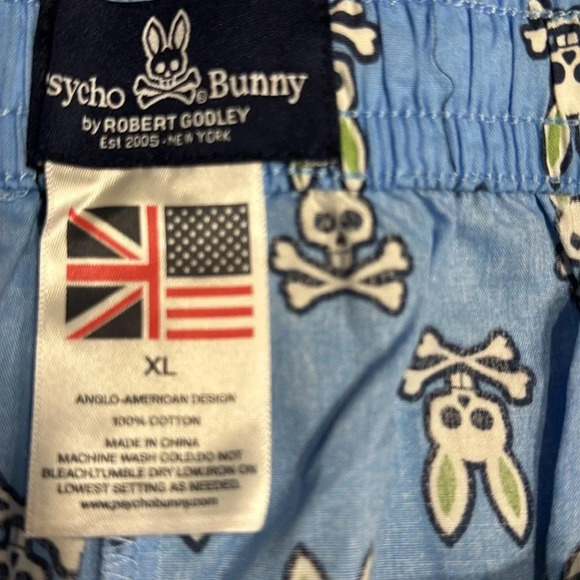 Psycho Bunny
by ROBERT GODLEY
Est 2005 - NEW YORK
XL
ANGLO-AMERICAN DESIGN
100% COTTON
MADE IN CHINA
MACHINE WASH COLD.DO NOT
BLEACH.TUMBLE DRY LOW.IRON ON
LOWEST SETTING AS NEEDED.
www.psychobunny.com